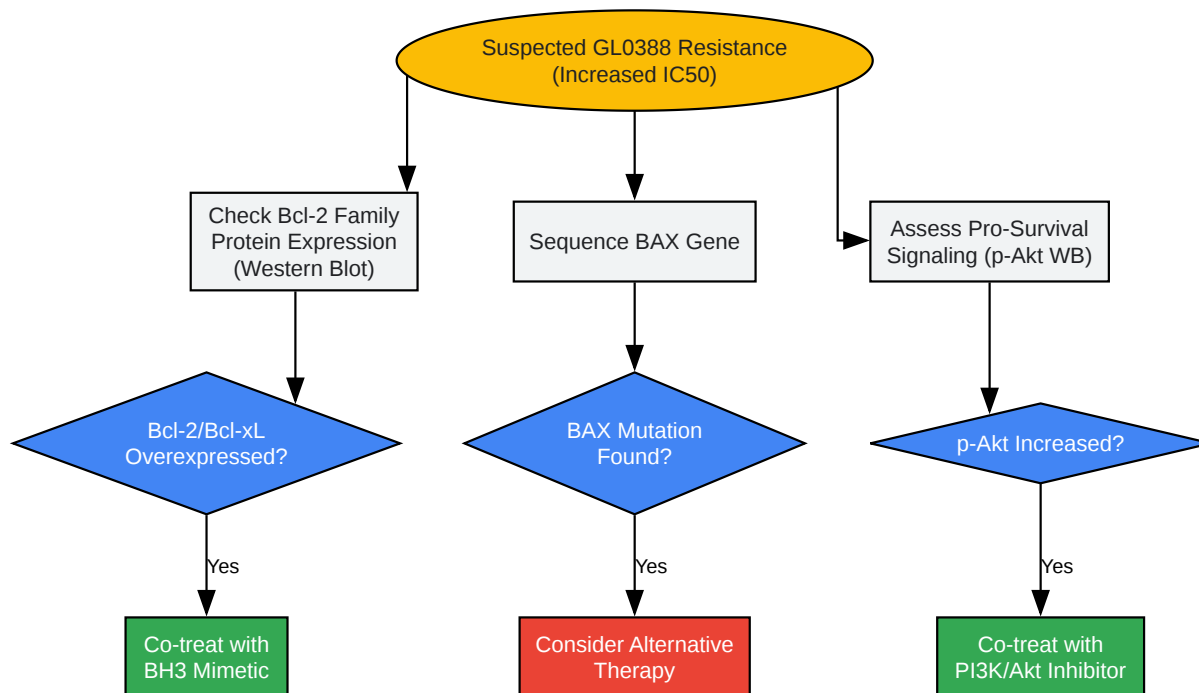 Suspected GL0388 Resistance
(Increased IC50)
Check Bcl-2 Family
Protein Expression
(Western Blot)
Sequence BAX Gene
Assess Pro-Survival
Signaling (p-Akt WB)
Bcl-2/Bcl-xL
Overexpressed?
BAX Mutation
Found?
p-Akt Increased?
Yes
Yes
Yes
Co-treat with
BH3 Mimetic
Consider Alternative
Therapy
Co-treat with
PI3K/Akt Inhibitor